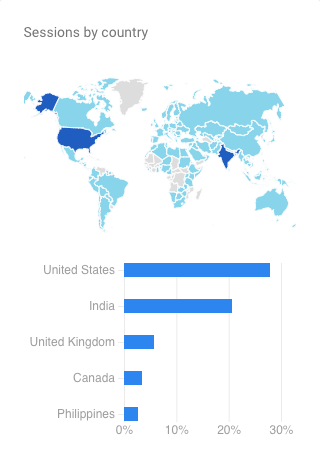 Sessions by country
United States
India
United Kingdom
Canada
Philippines
0% 10% 20% 30%